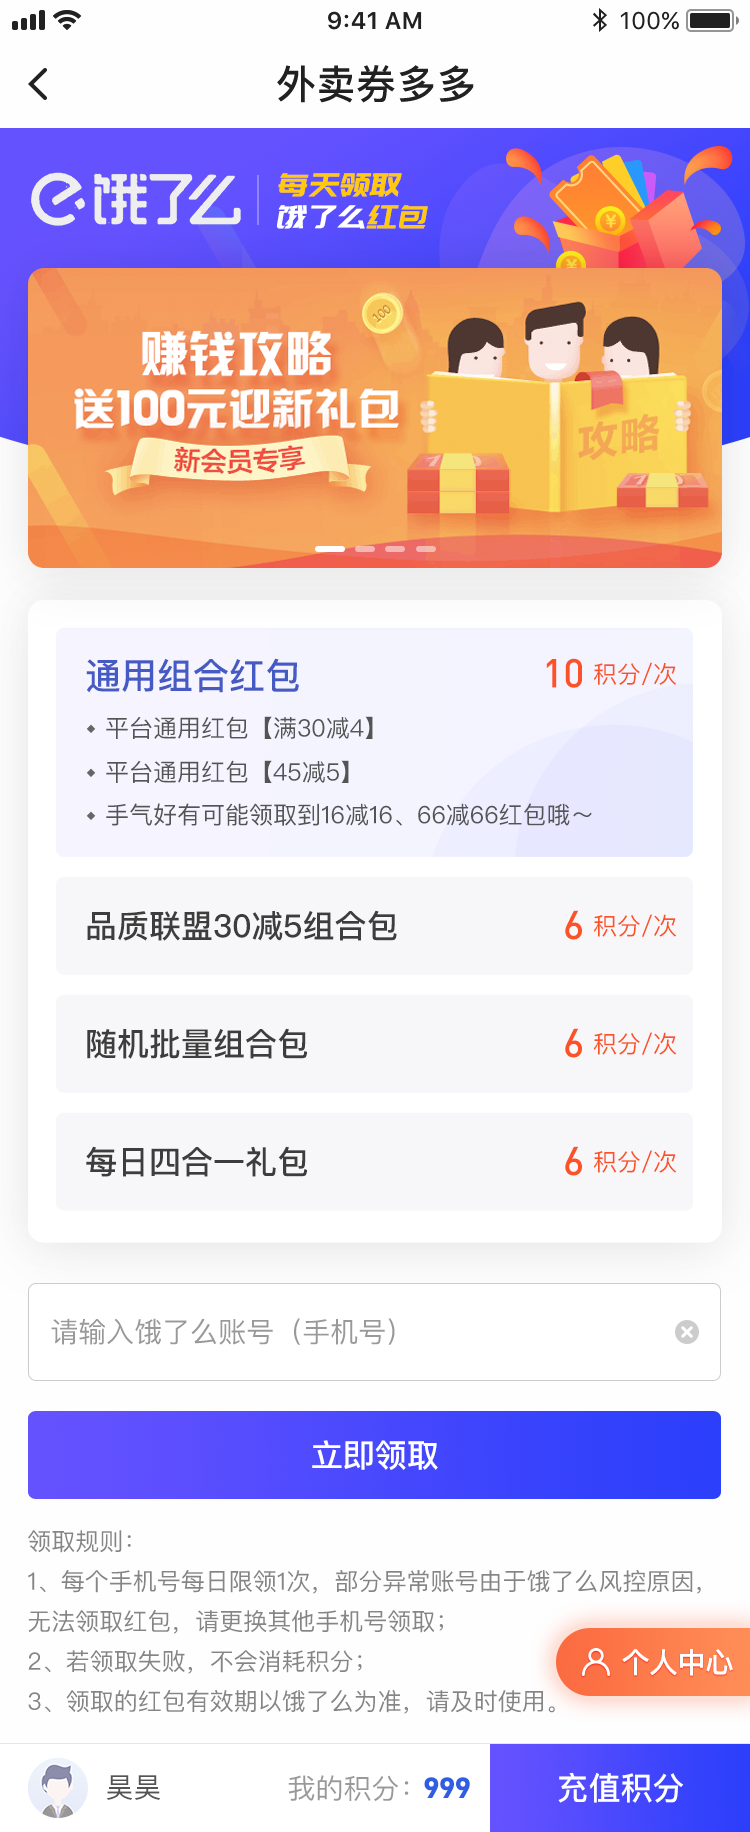 9:41 AM
100%
外卖券多多
饿了么
每天领取
饿了么红包
100
赚钱攻略
送100元迎新礼包
新会员专享
攻略
通用组合红包
10 积分/次
平台通用红包【满30减4】
平台通用红包【45减5】
手气好有可能领取到16减16、66减66红包哦～
品质联盟30减5组合包
6 积分/次
随机批量组合包
6 积分/次
每日四合一礼包
6 积分/次
请输入饿了么账号（手机号）
立即领取
领取规则：
1、每个手机号每日限领1次，部分异常账号由于饿了么风控原因，
无法领取红包，请更换其他手机号领取；
2、若领取失败，不会消耗积分；
3、领取的红包有效期以饿了么为准，请及时使用。
个人中心
昊昊
我的积分：999
充值积分